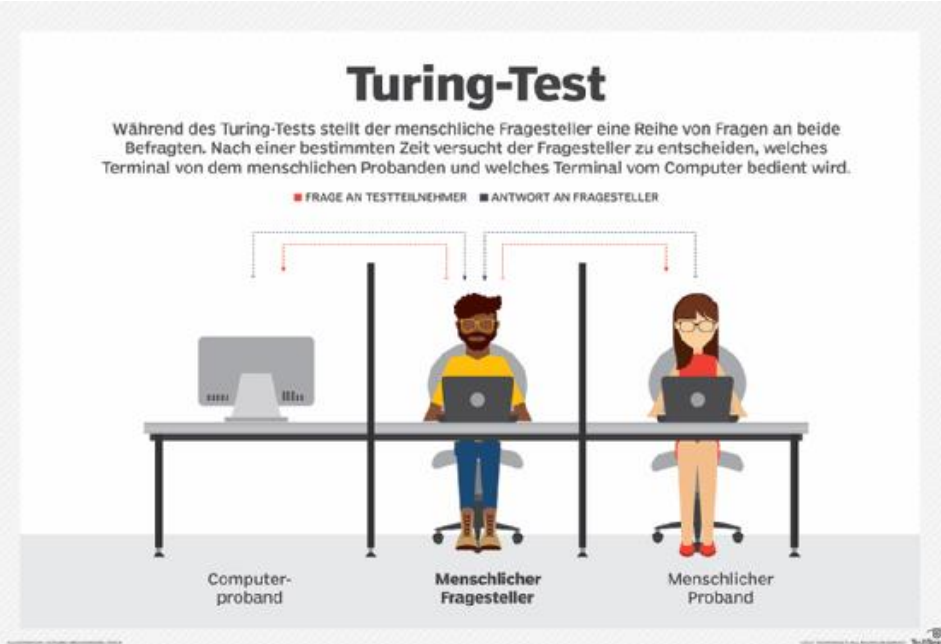 Turing-Test
Während des Turing-Tests stellt der menschliche Fragesteller eine Reihe von Fragen an beide
Befragten. Nach einer bestimmten Zeit versucht der Fragesteller zu entscheiden, welches
Terminal von dem menschlichen Probanden und welches Terminal vom Computer bedient wird.
FRAGE AN TESTTEILNEHMER ANTWORT AN FRAGESTELLER
Computer-
proband
Menschlicher
Fragesteller
Menschlicher
Proband